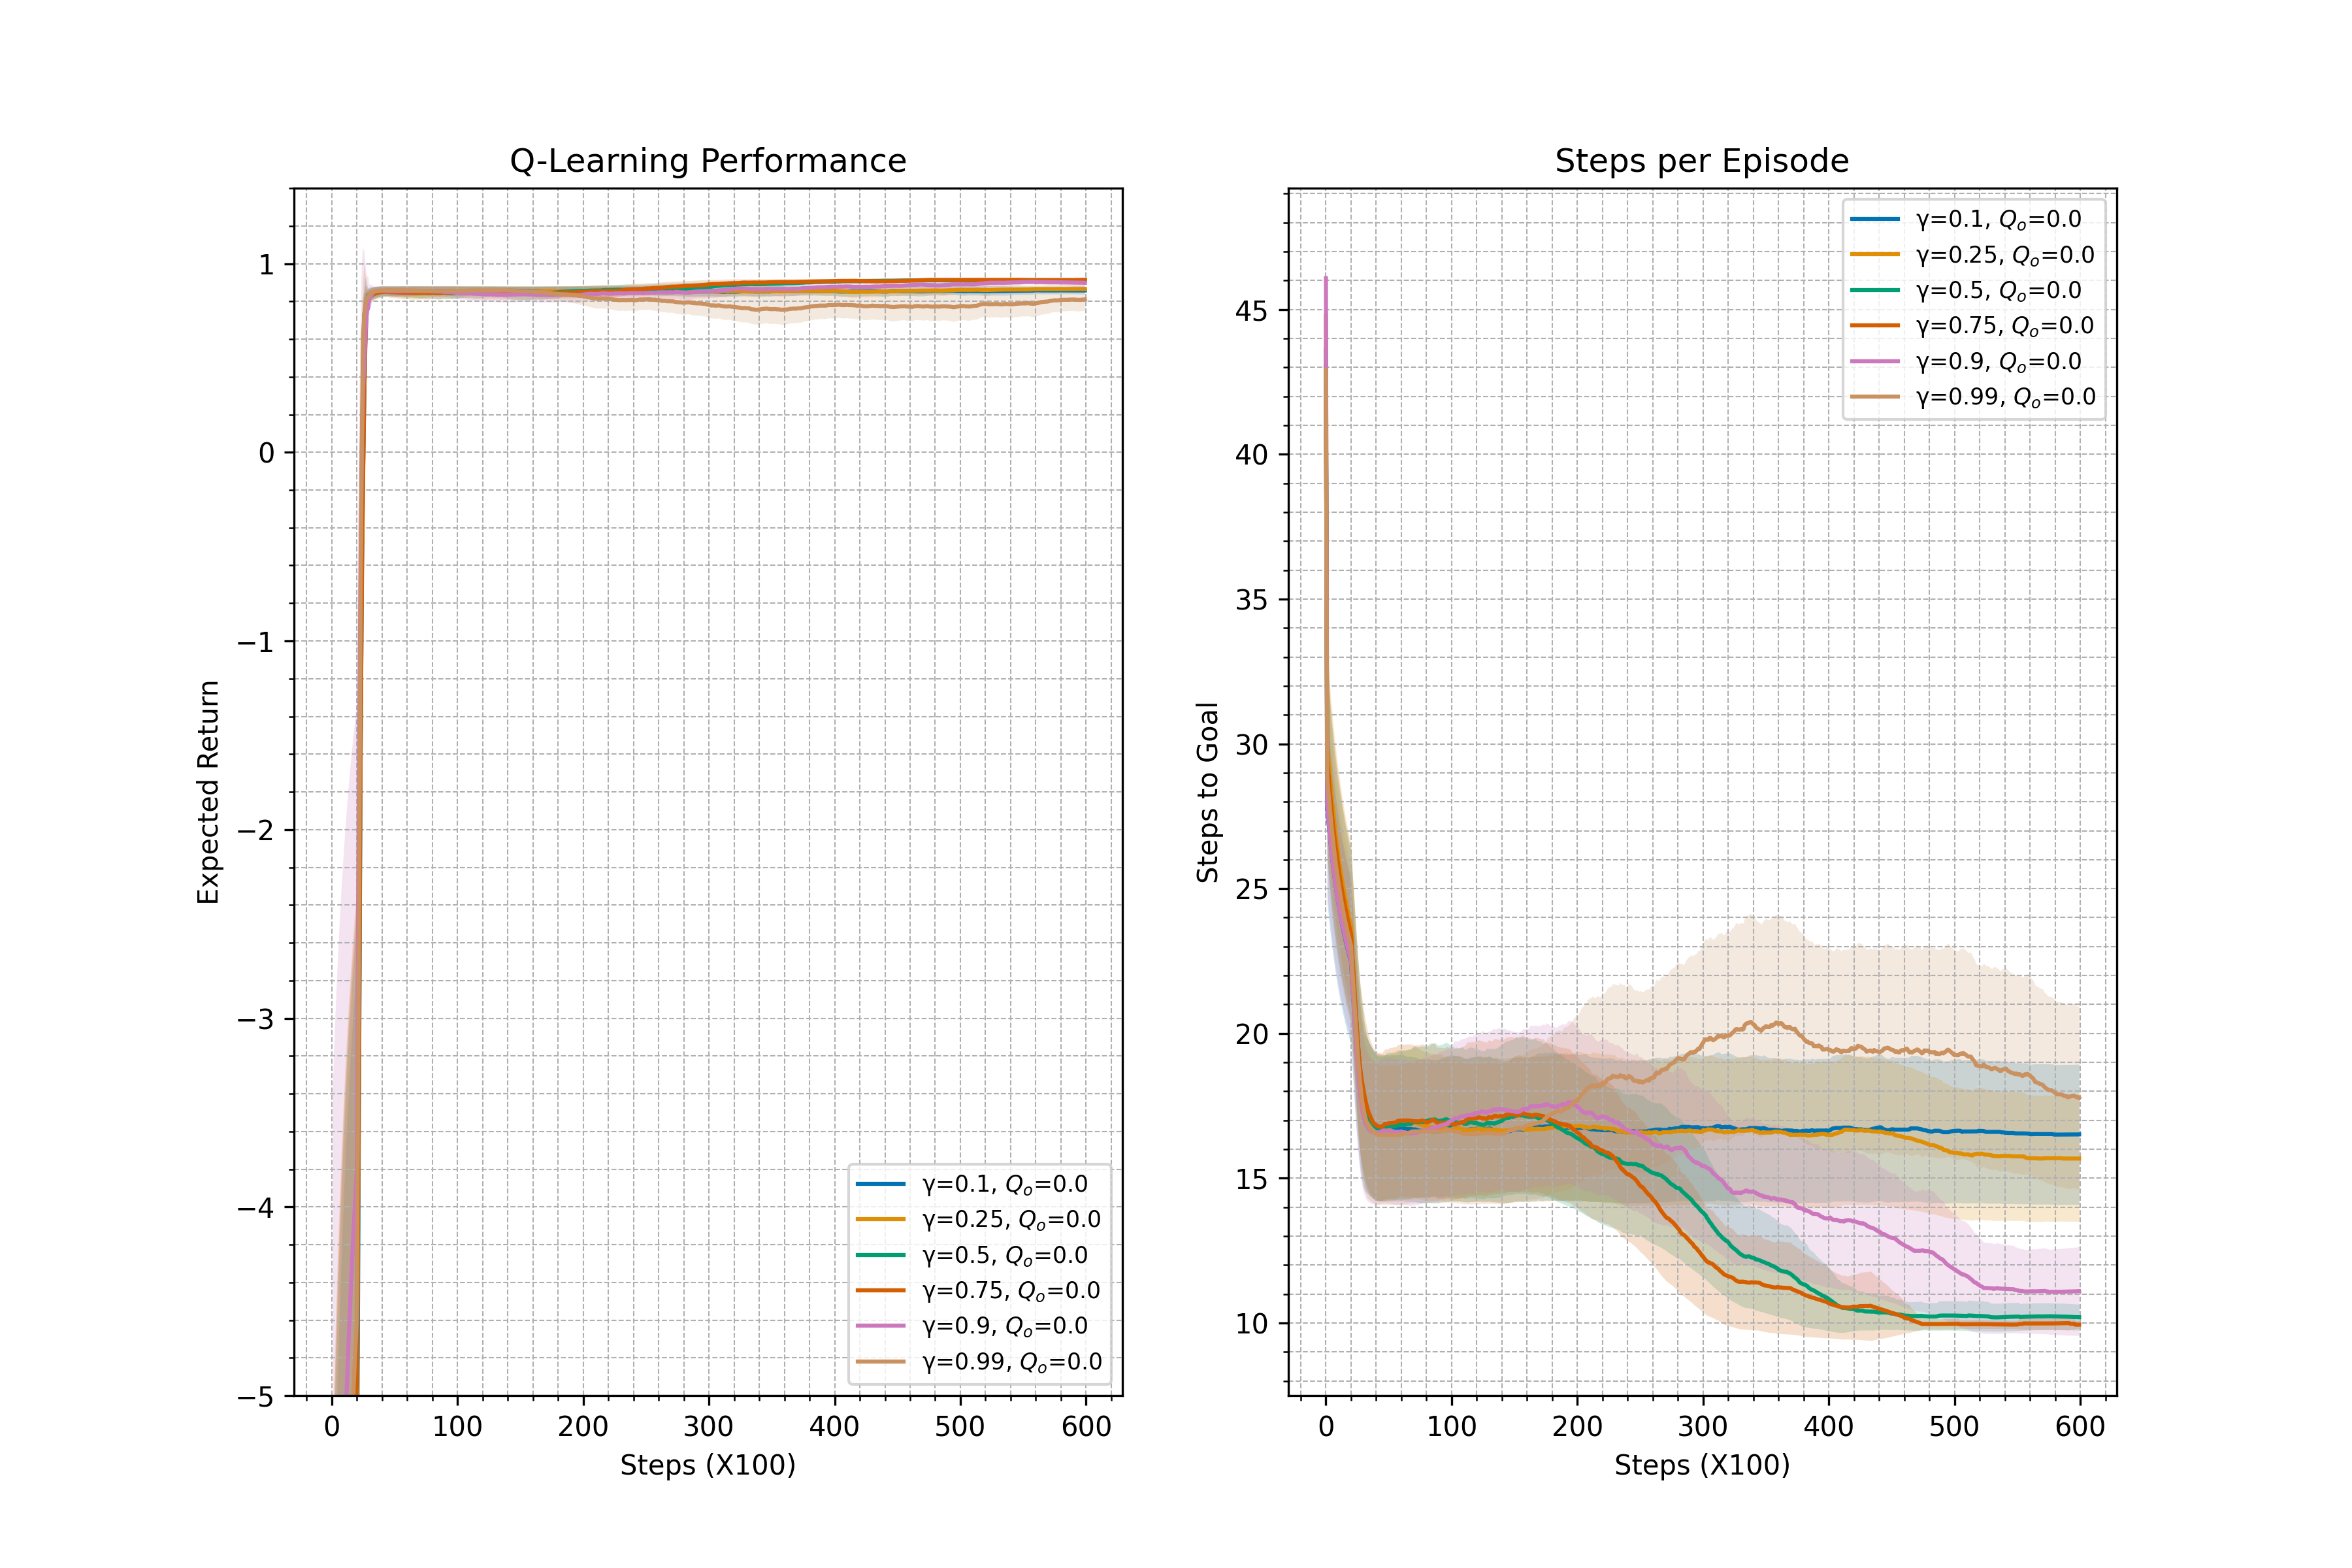 Q-Learning Performance
Expected Return
1
0
−1
−2
−3
−4
−5
0 100 200 300 400 500 600
Steps (X100)
γ=0.1, Qₒ=0.0
γ=0.25, Qₒ=0.0
γ=0.5, Qₒ=0.0
γ=0.75, Qₒ=0.0
γ=0.9, Qₒ=0.0
γ=0.99, Qₒ=0.0
Steps per Episode
Steps to Goal
45
40
35
30
25
20
15
10
0 100 200 300 400 500 600
Steps (X100)
γ=0.1, Qₒ=0.0
γ=0.25, Qₒ=0.0
γ=0.5, Qₒ=0.0
γ=0.75, Qₒ=0.0
γ=0.9, Qₒ=0.0
γ=0.99, Qₒ=0.0